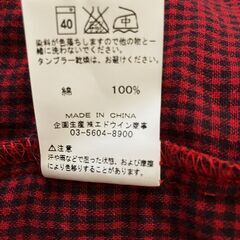 40
染料が色落ちしますので他の物と
一緒に洗わないでください。
タンブラー乾燥は、お避けください。
綿 100%
MADE IN CHINA
企画生産㈱エドウイン商事
03-5604-8900
注意
汗や雨などで湿った状態、
および摩擦
により色移りすることが
あります。